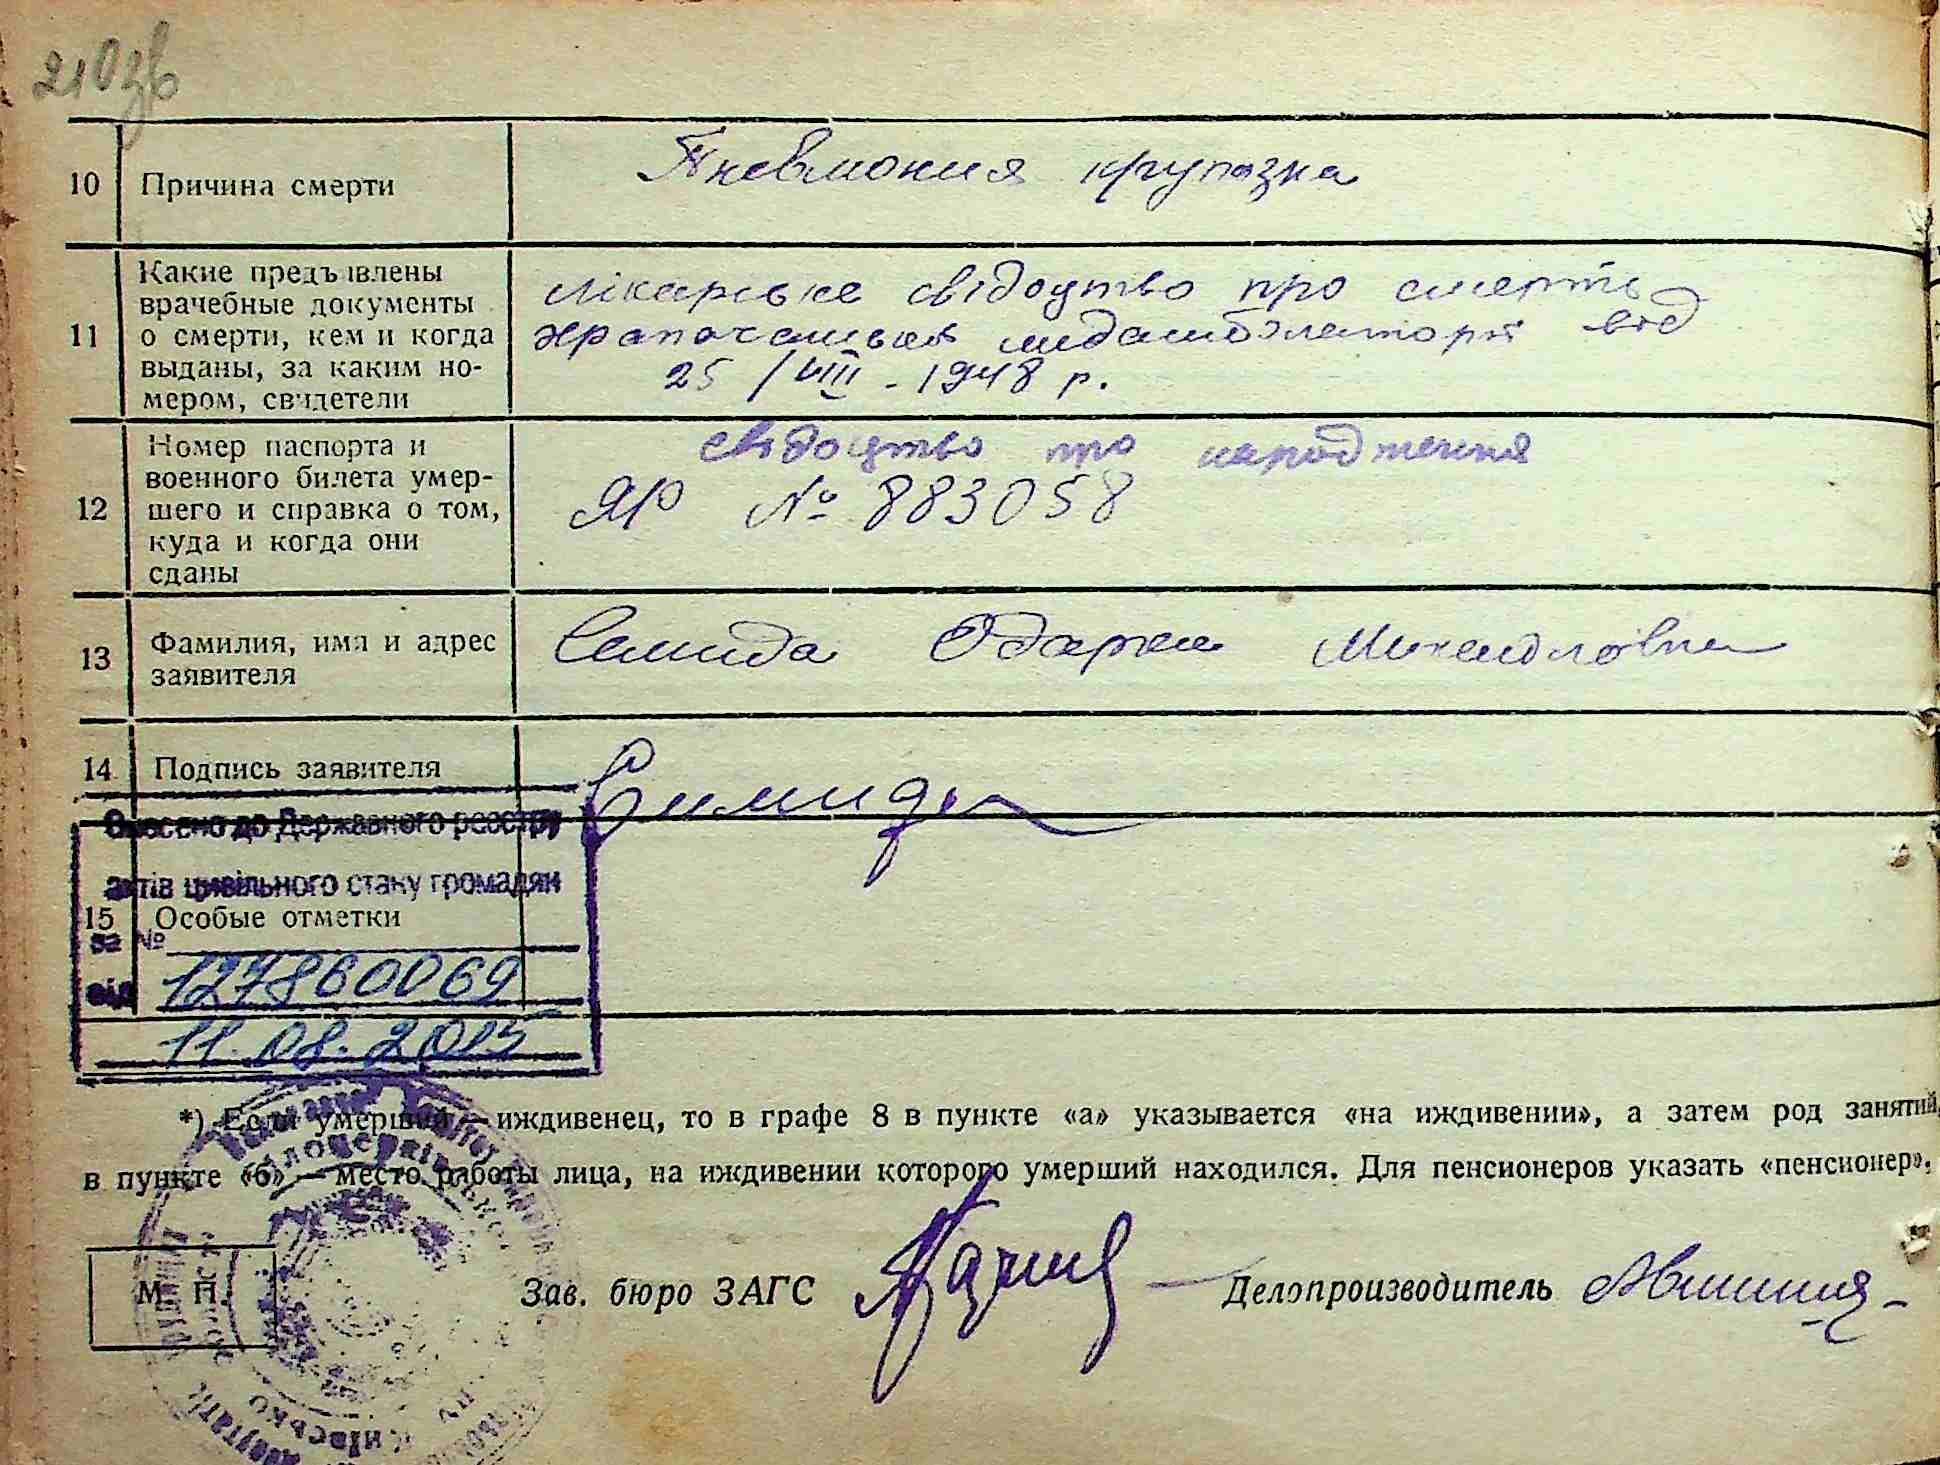 210зв
10 Причина смерти
Пневмония крупозна
11 Какие предъявлены
врачебные документы
о смерти, кем и когда
выданы, за каким но-
мером, свидетели
лікарське свідоцтво про смерть
медамбулаторії від
25/VIII-1948 р.
12 Номер паспорта и
военного билета умер-
шего и справка о том,
куда и когда они
сданы
свідоцтво про народження
ЯР № 883058
13 Фамилия, имя и адрес
заявителя
Семида Одарка Михайловна
14 Подпись заявителя
Внесено до Державного реєстру
актів цивільного стану громадян
15 Особые отметки
за №
127860069
від
11.08.2015
*) Если умерший — иждивенец, то в графе 8 в пункте «а» указывается «на иждивении», а затем род занятий,
в пункте «б» — место работы лица, на иждивении которого умерший находился. Для пенсионеров указать «пенсионер».
М П.
Зав. бюро ЗАГС
Делопроизводитель